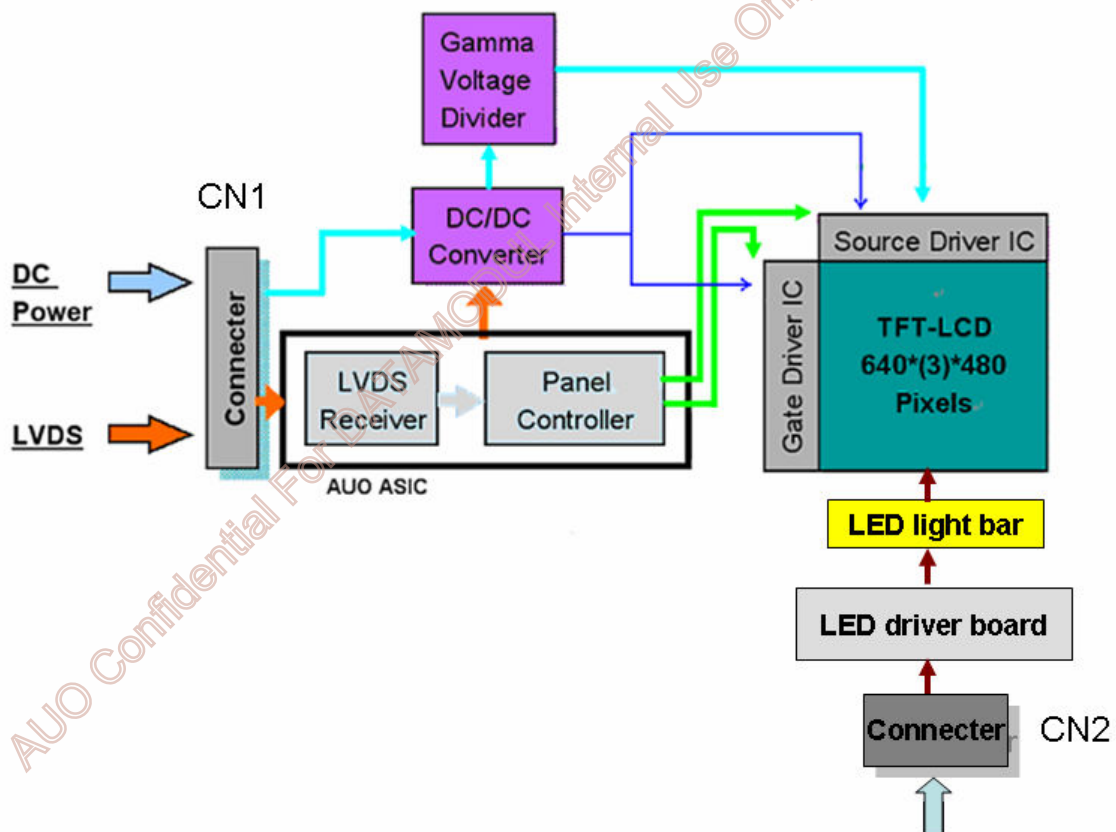 Gamma
Voltage
Divider
CN1
DC/DC
Converter
Source Driver IC
DC
Power
Connecter
Gate Driver IC
TFT-LCD
640*(3)*480
Pixels
LVDS
Receiver
Panel
Controller
LVDS
AUO ASIC
LED light bar
LED driver board
Connecter
CN2
AUO Confidential For DATAMODUL Internal Use Onl